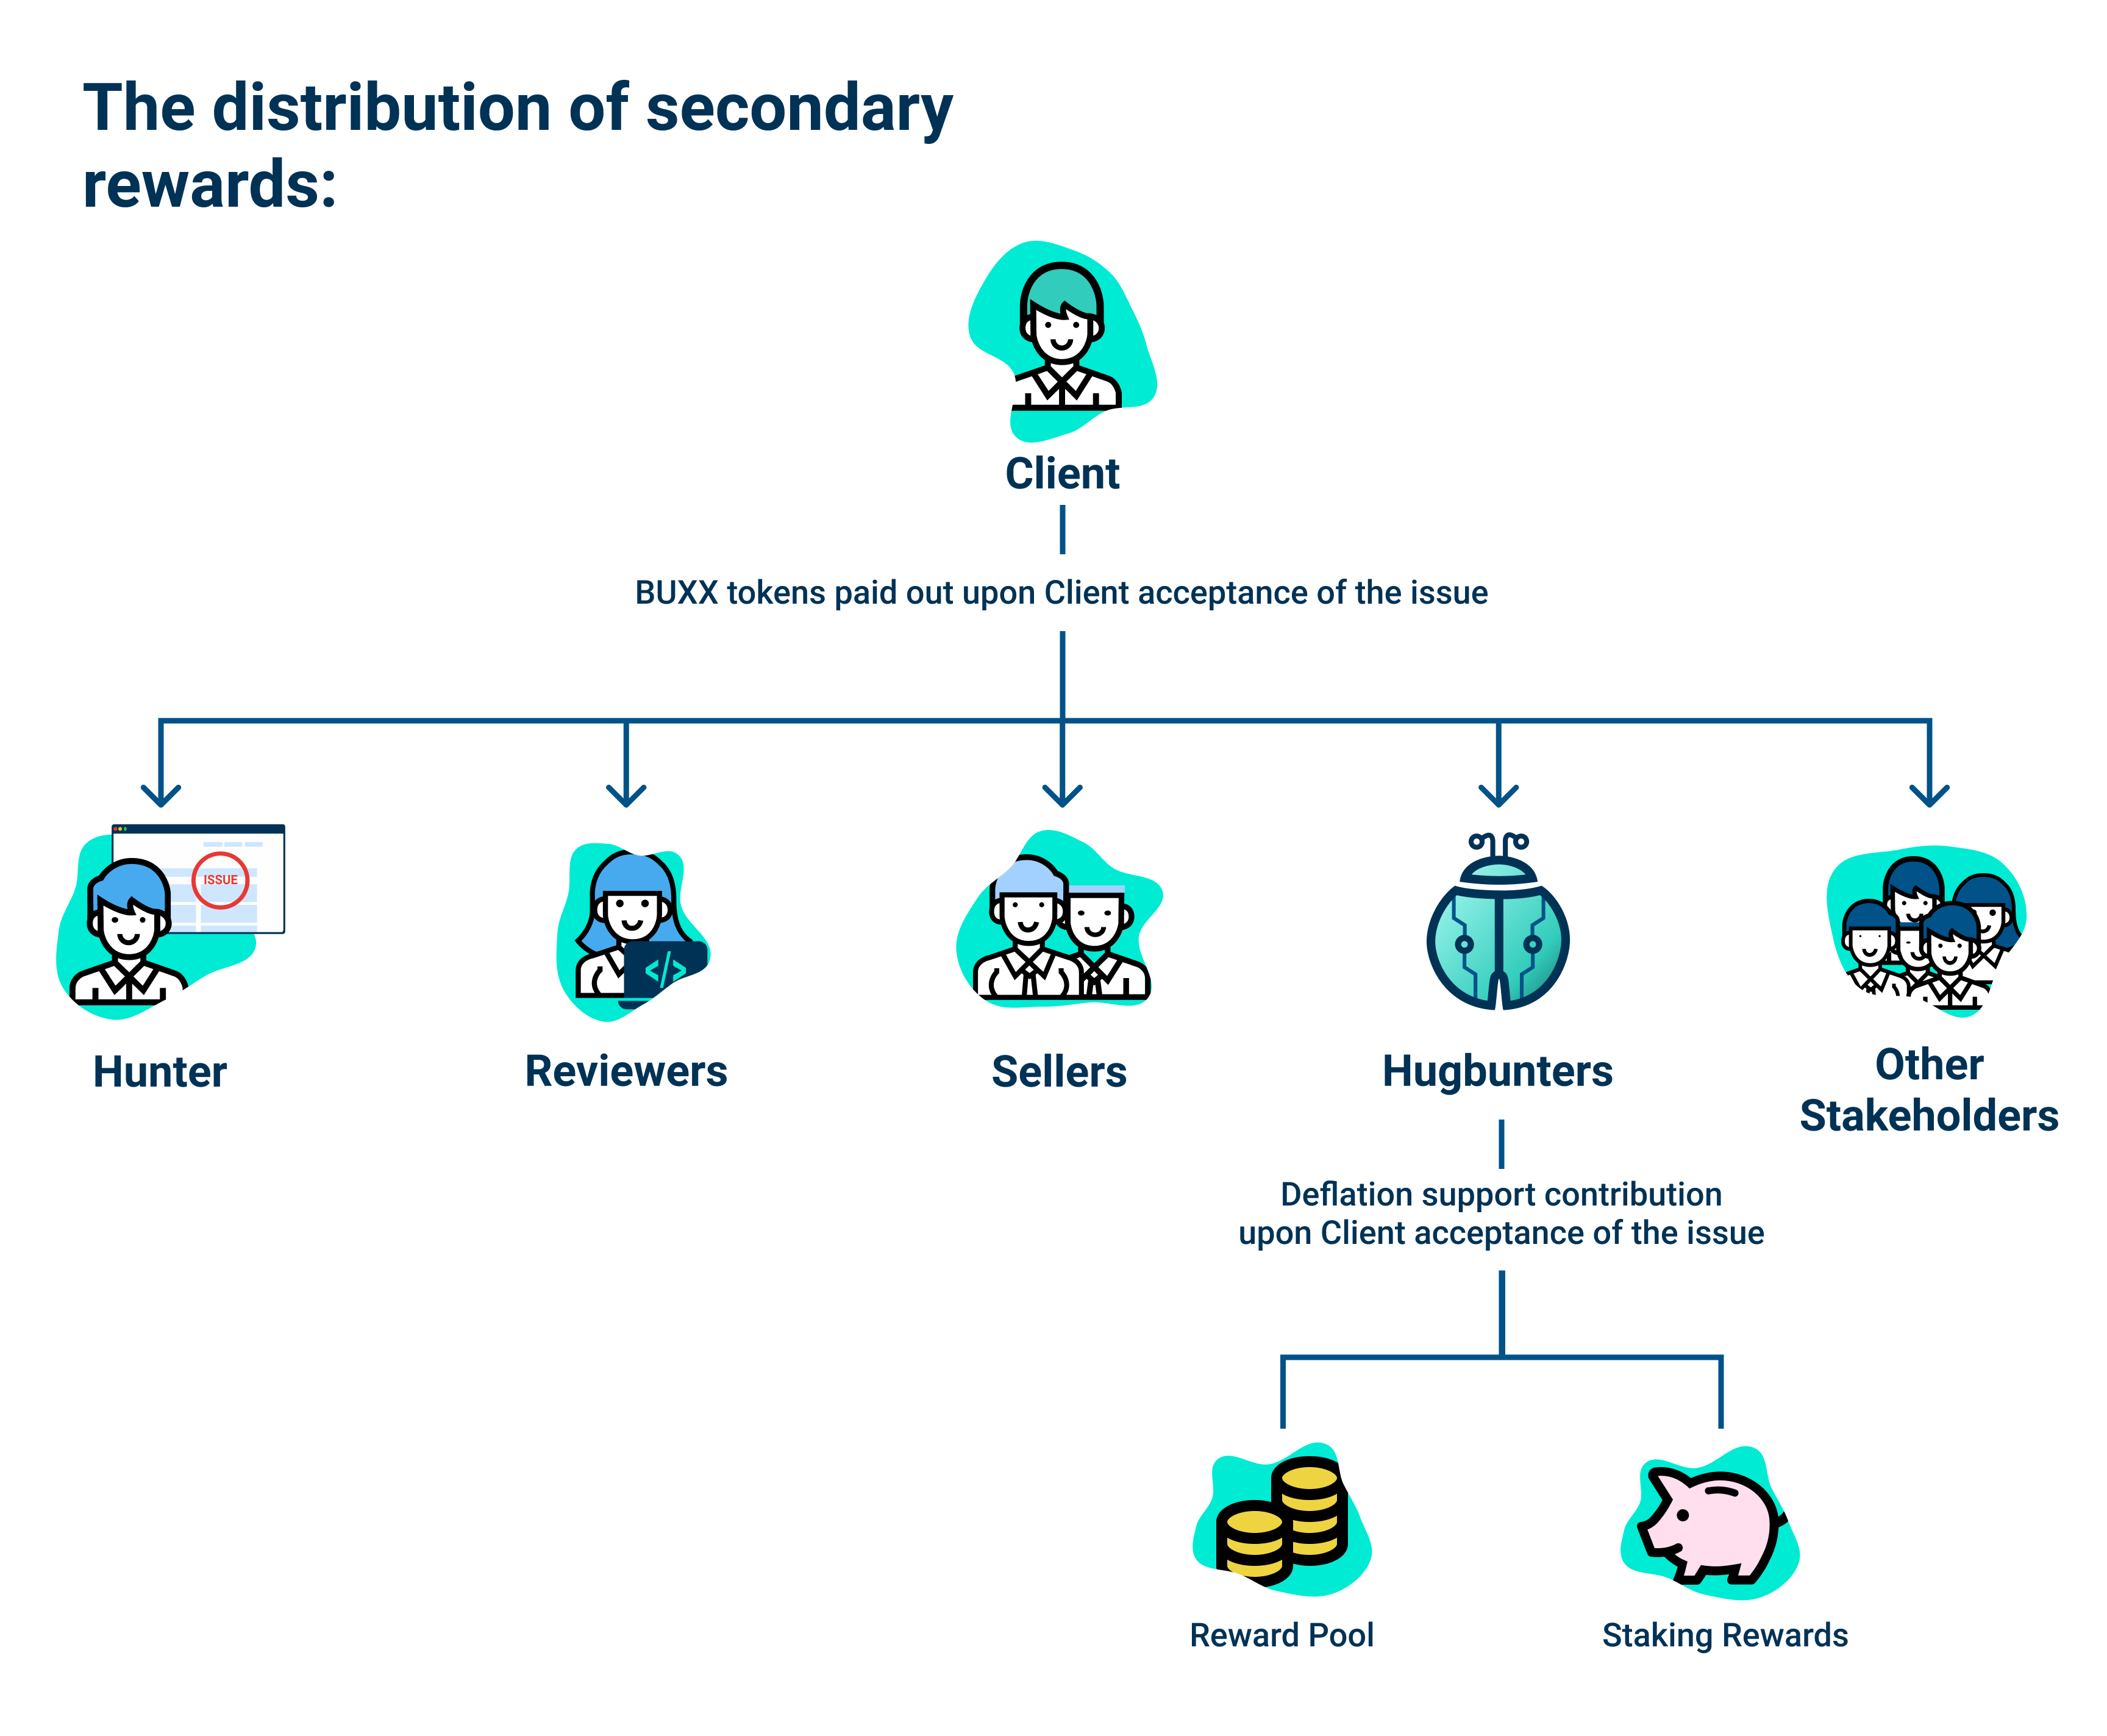 The distribution of secondary
rewards:
Client
BUXX tokens paid out upon Client acceptance of the issue
ISSUE
</>
Hunter
Reviewers
Sellers
Hugbunters
Other
Stakeholders
Deflation support contribution
upon Client acceptance of the issue
Reward Pool
Staking Rewards